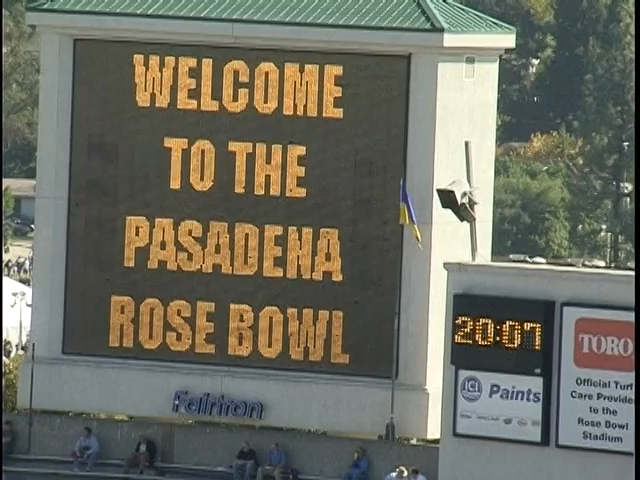 WELCOME
TO THE
PASADENA
ROSE BOWL
Fairtron
20:07
ICI Paints
TORO
Official Turf
Care Provide
to the
Rose Bowl
Stadium